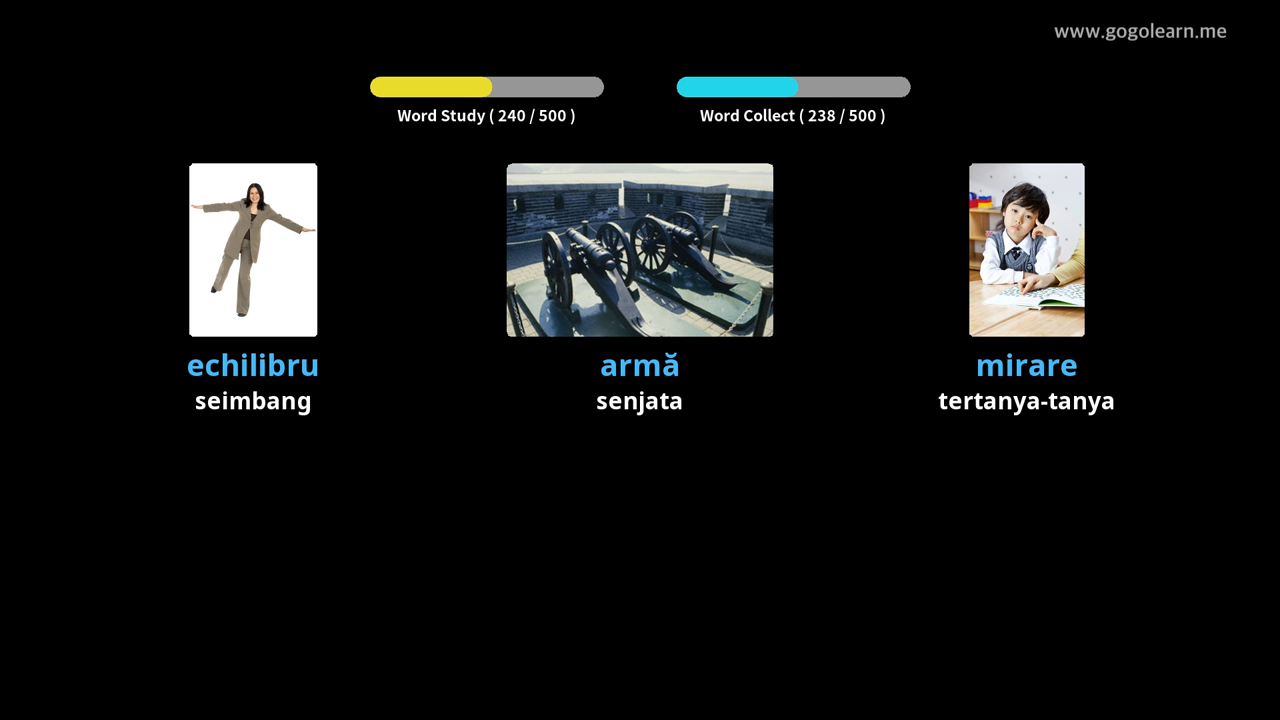 www.gogolearn.me
Word Study ( 240 / 500 )
Word Collect ( 238 / 500 )
echilibru
seimbang
armă
senjata
mirare
tertanya-tanya